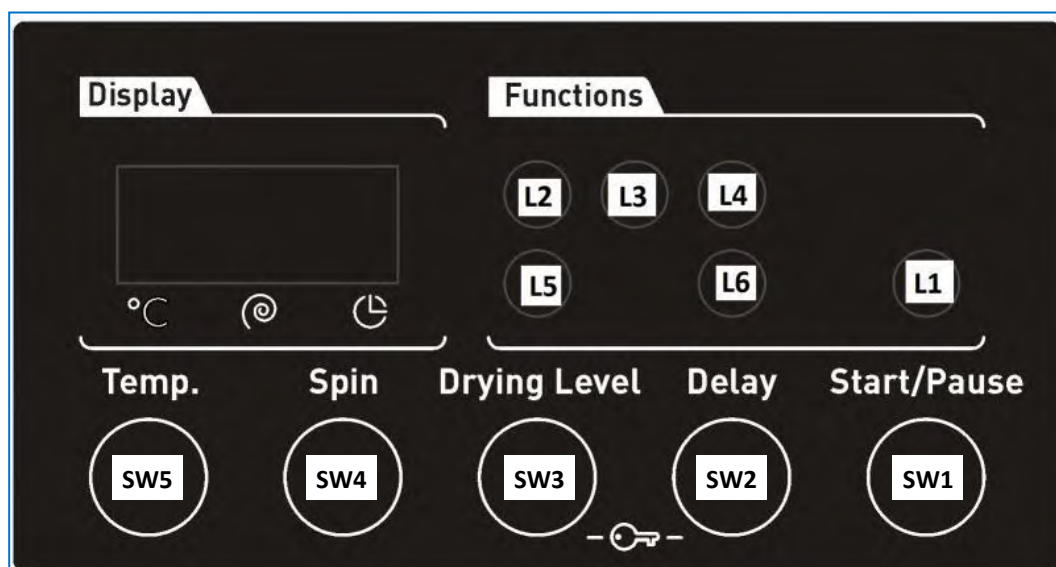 Display
Functions
L2 L3 L4
L5 L6 L1
°C
Temp. Spin Drying Level Delay Start/Pause
SW5 SW4 SW3 SW2 SW1